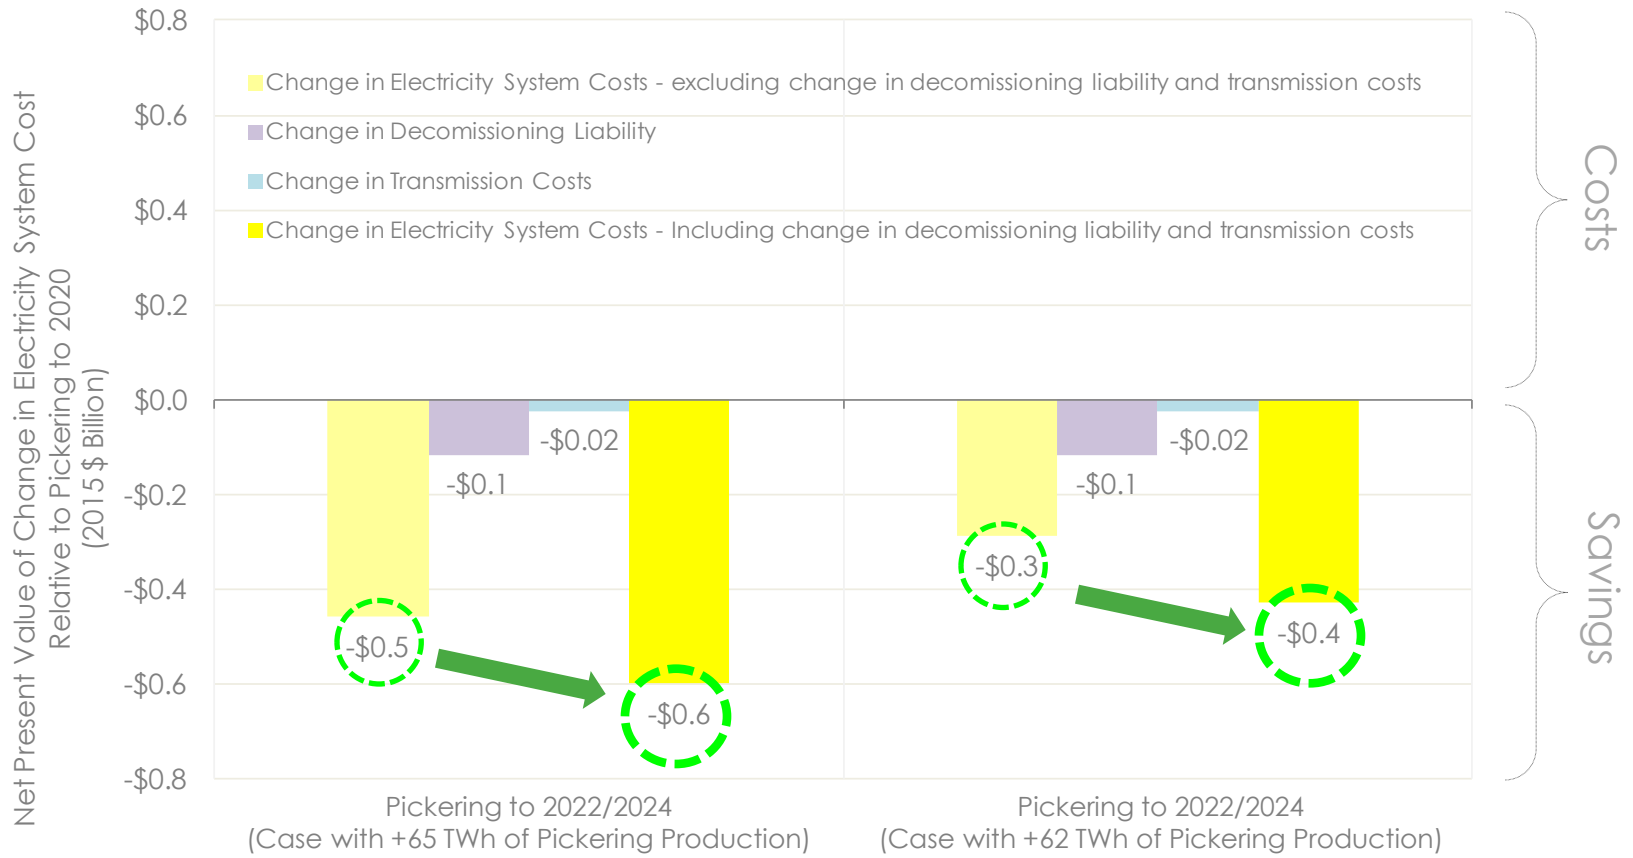 Net Present Value of Change in Electricity System Cost
Relative to Pickering to 2020
(2015 $ Billion)
$0.8
$0.6
$0.4
$0.2
$0.0
-$0.2
-$0.4
-$0.6
-$0.8
Change in Electricity System Costs - excluding change in decomissioning liability and transmission costs
Change in Decomissioning Liability
Change in Transmission Costs
Change in Electricity System Costs - Including change in decomissioning liability and transmission costs
-$0.5
-$0.1
-$0.02
-$0.6
-$0.3
-$0.1
-$0.02
-$0.4
Pickering to 2022/2024
(Case with +65 TWh of Pickering Production)
Pickering to 2022/2024
(Case with +62 TWh of Pickering Production)
Costs
Savings